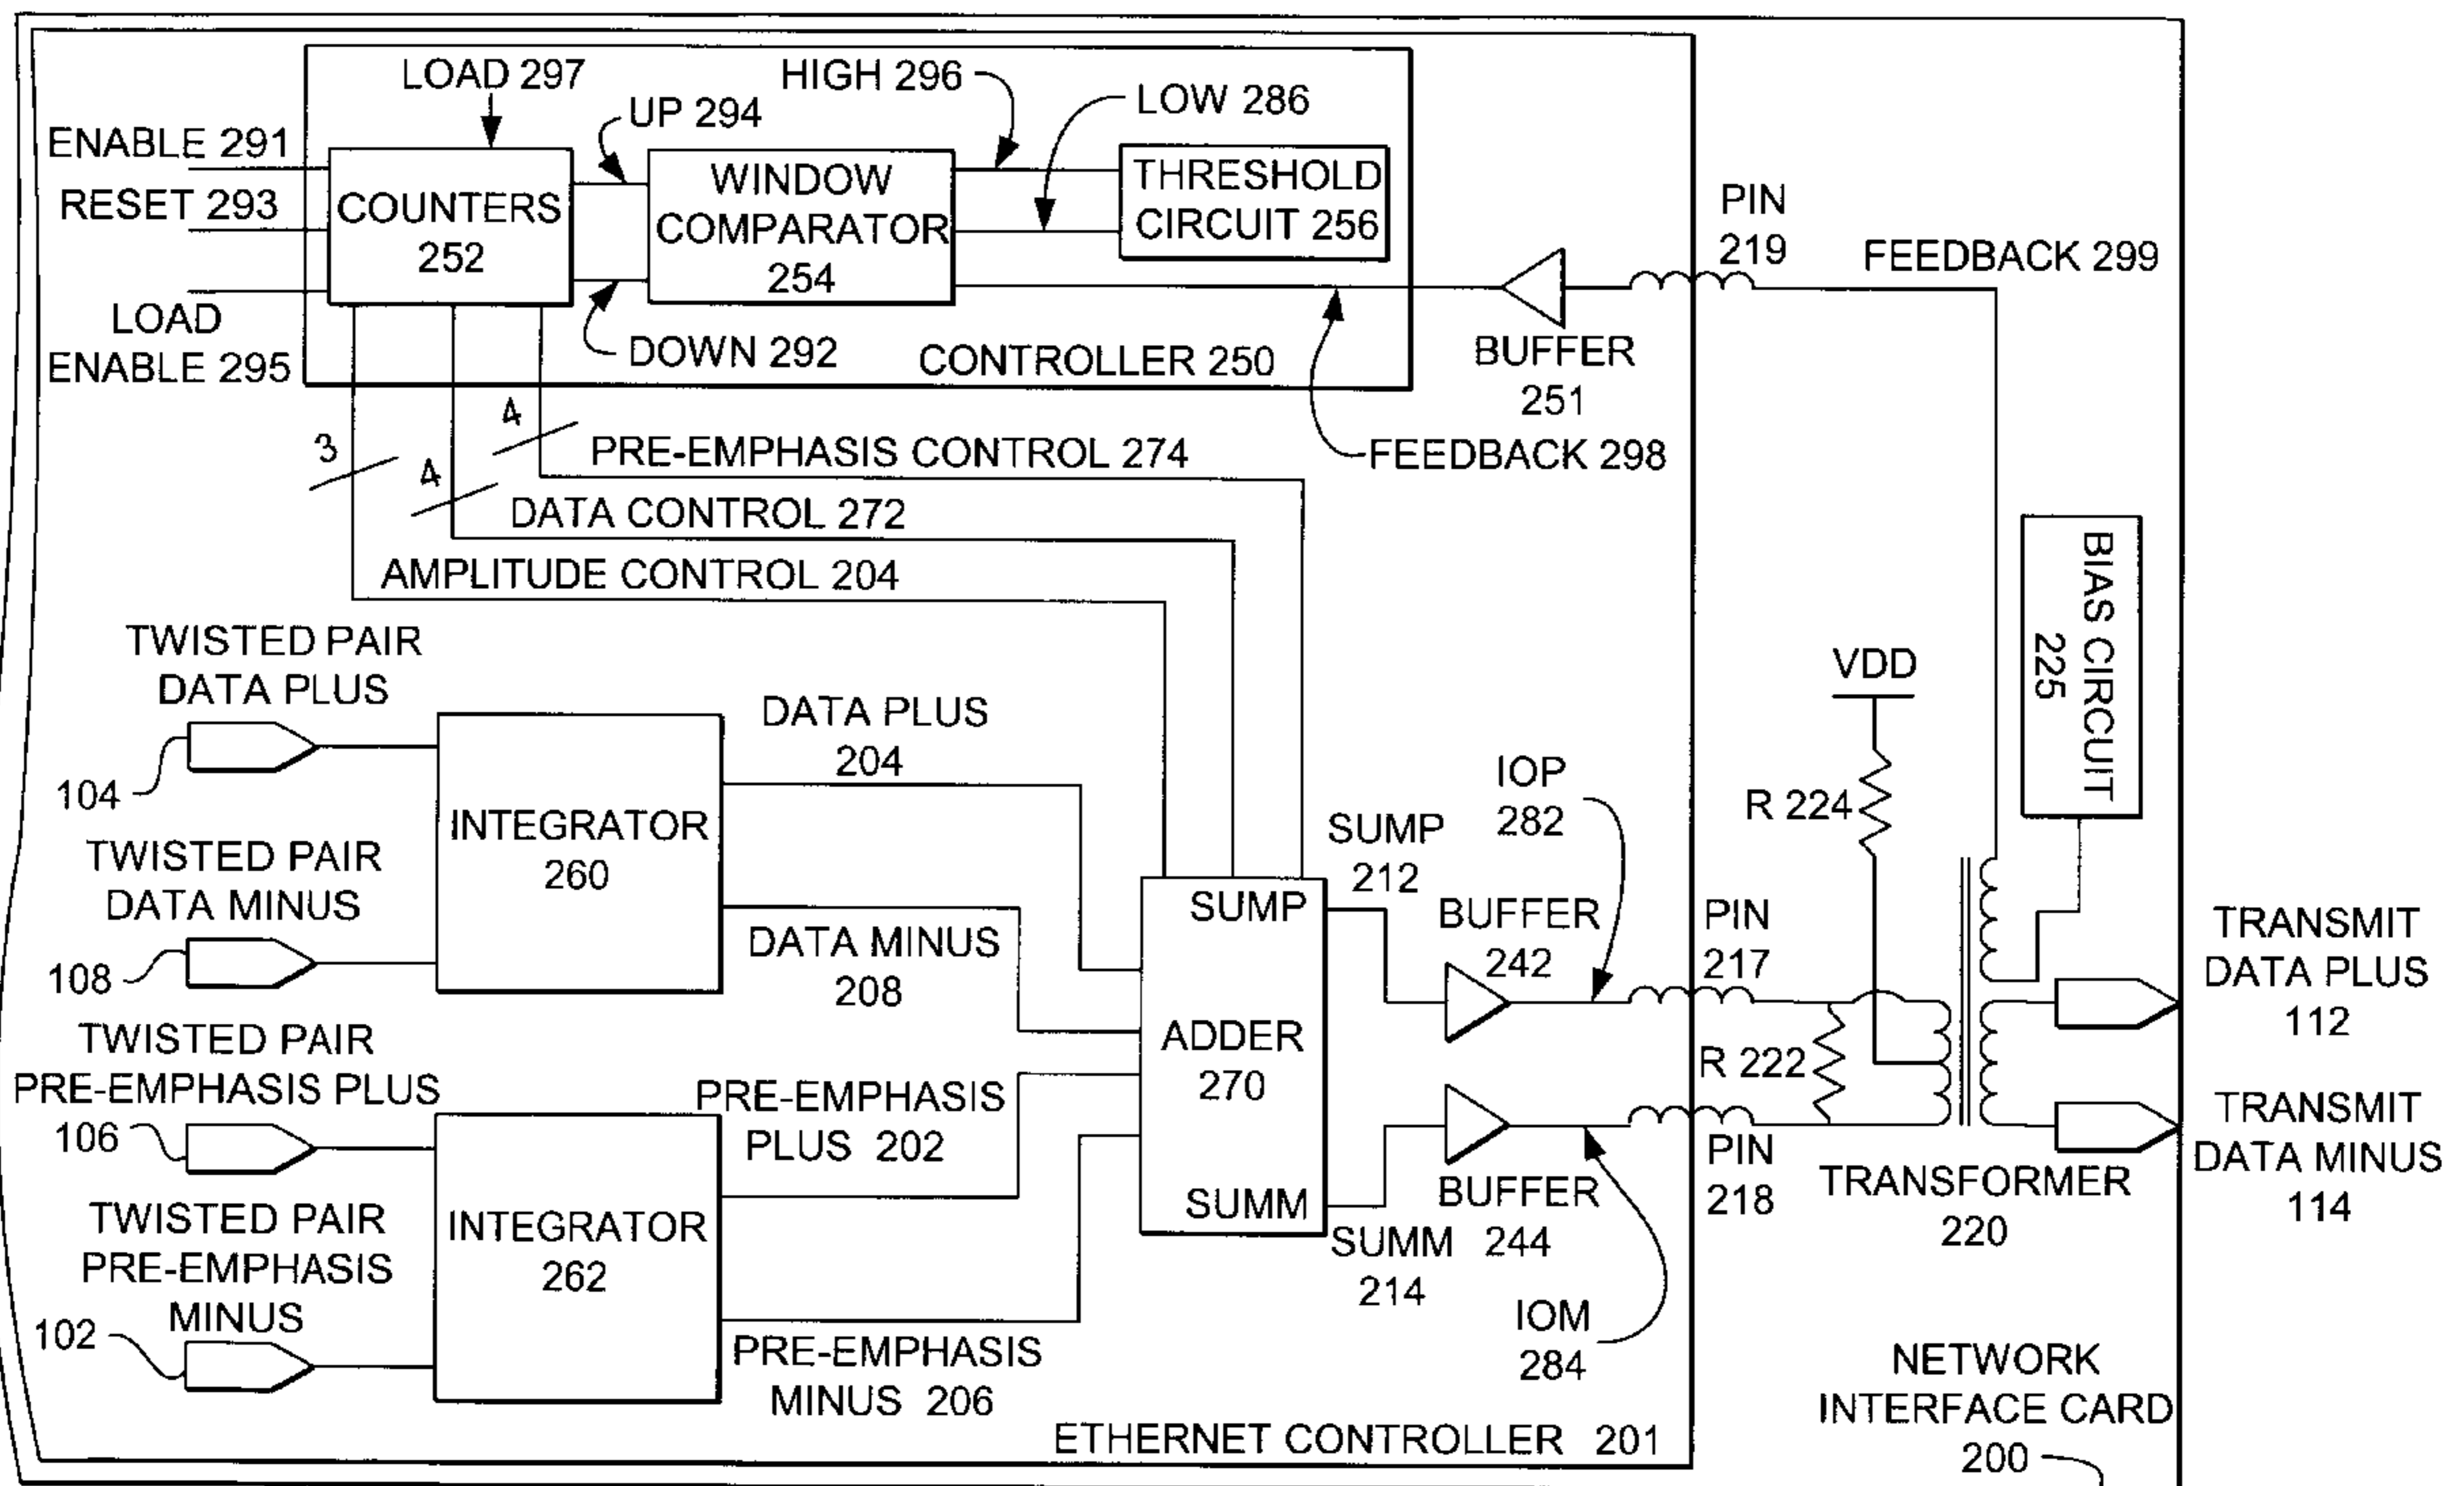 LOAD 297
HIGH 296
LOW 286
UP 294
ENABLE 291
RESET 293
LOAD
ENABLE 295
COUNTERS
252
WINDOW
COMPARATOR
254
THRESHOLD
CIRCUIT 256
DOWN 292
CONTROLLER 250
PIN
219
FEEDBACK 299
BUFFER
251
FEEDBACK 298
3
4
4
PRE-EMPHASIS CONTROL 274
DATA CONTROL 272
AMPLITUDE CONTROL 204
BIAS CIRCUIT
225
VDD
R 224
TWISTED PAIR
DATA PLUS
104
TWISTED PAIR
DATA MINUS
108
INTEGRATOR
260
DATA PLUS
204
DATA MINUS
208
TWISTED PAIR
PRE-EMPHASIS PLUS
106
TWISTED PAIR
PRE-EMPHASIS
MINUS
102
INTEGRATOR
262
PRE-EMPHASIS
PLUS 202
PRE-EMPHASIS
MINUS 206
SUMP
ADDER
270
SUMM
SUMP
212
SUMM
214
IOP
282
BUFFER
242
BUFFER
244
IOM
284
PIN
217
R 222
PIN
218
TRANSFORMER
220
TRANSMIT
DATA PLUS
112
TRANSMIT
DATA MINUS
114
ETHERNET CONTROLLER 201
NETWORK
INTERFACE CARD
200